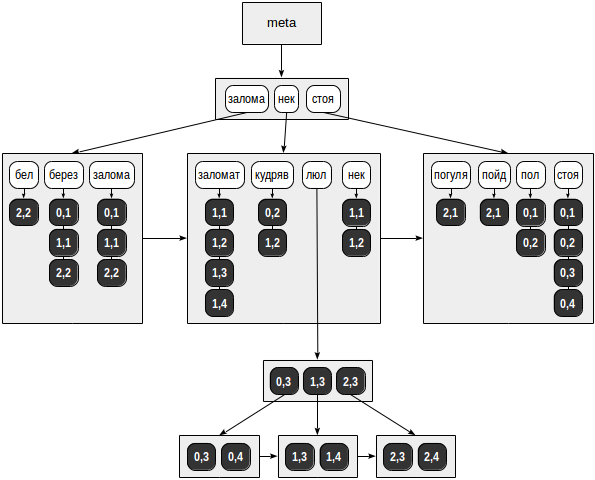 meta
залома нек стоя
бел берез залома заломат кудряв люл нек погуля пойд пол стоя
2,2 0,1 0,1 1,1 0,2 1,1 2,1 2,1 0,1 0,1
1,1 1,1 1,2 1,2 1,2 0,2 0,2
2,2 2,2 1,3 0,3
1,4 0,4
0,3 1,3 2,3
0,3 0,4 1,3 1,4 2,3 2,4